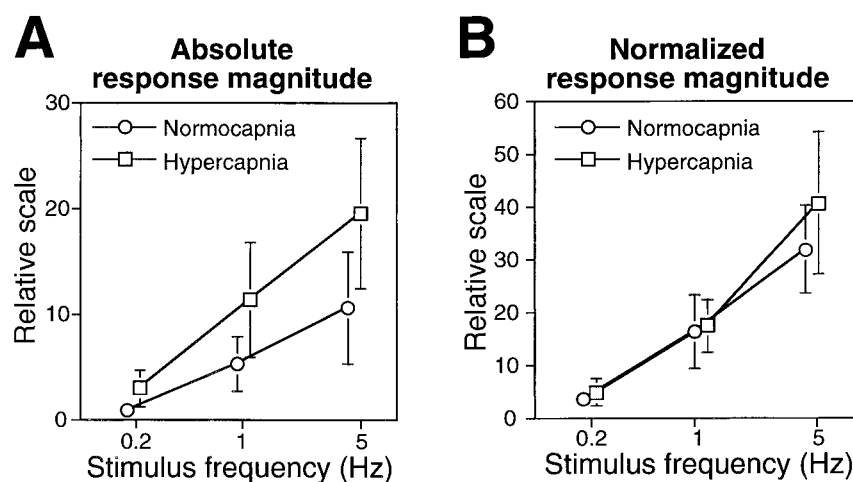 A
Absolute
response magnitude
30
20
10
0
Relative scale
Normocapnia
Hypercapnia
0.2
1
5
Stimulus frequency (Hz)
B
Normalized
response magnitude
60
50
40
30
20
10
0
Relative scale
Normocapnia
Hypercapnia
0.2
1
5
Stimulus frequency (Hz)